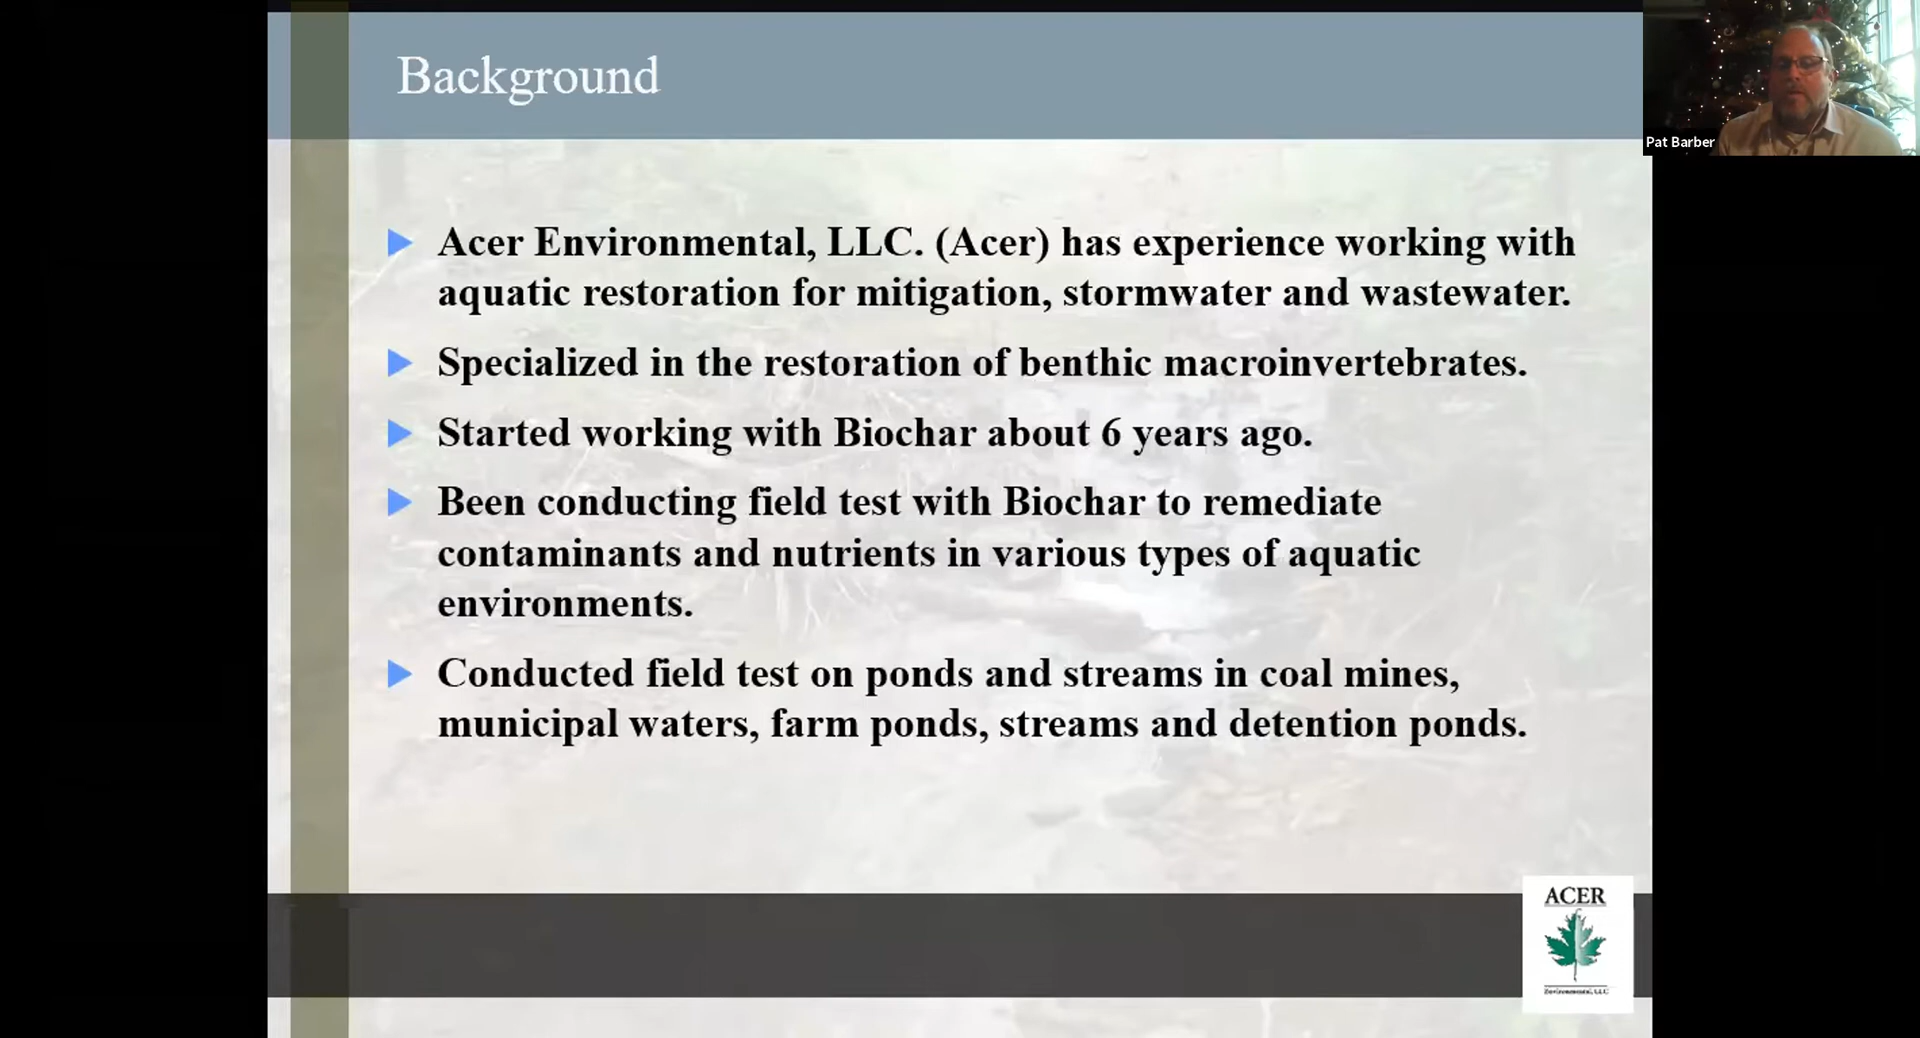 Background
Pat Barber
Acer Environmental, LLC. (Acer) has experience working with
aquatic restoration for mitigation, stormwater and wastewater.
Specialized in the restoration of benthic macroinvertebrates.
Started working with Biochar about 6 years ago.
Been conducting field test with Biochar to remediate
contaminants and nutrients in various types of aquatic
environments.
Conducted field test on ponds and streams in coal mines,
municipal waters, farm ponds, streams and detention ponds.
ACER
Environmental, LLC